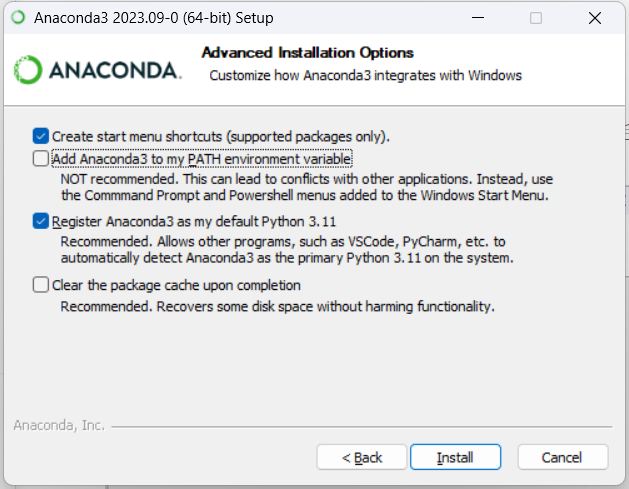 Anaconda3 2023.09-0 (64-bit) Setup
Advanced Installation Options
Customize how Anaconda3 integrates with Windows
ANACONDA.
Create start menu shortcuts (supported packages only).
Add Anaconda3 to my PATH environment variable
NOT recommended. This can lead to conflicts with other applications. Instead, use
the Commmand Prompt and Powershell menus added to the Windows Start Menu.
Register Anaconda3 as my default Python 3.11
Recommended. Allows other programs, such as VSCode, PyCharm, etc. to
automatically detect Anaconda3 as the primary Python 3.11 on the system.
Clear the package cache upon completion
Recommended. Recovers some disk space without harming functionality.
Anaconda, Inc.
< Back
Install
Cancel